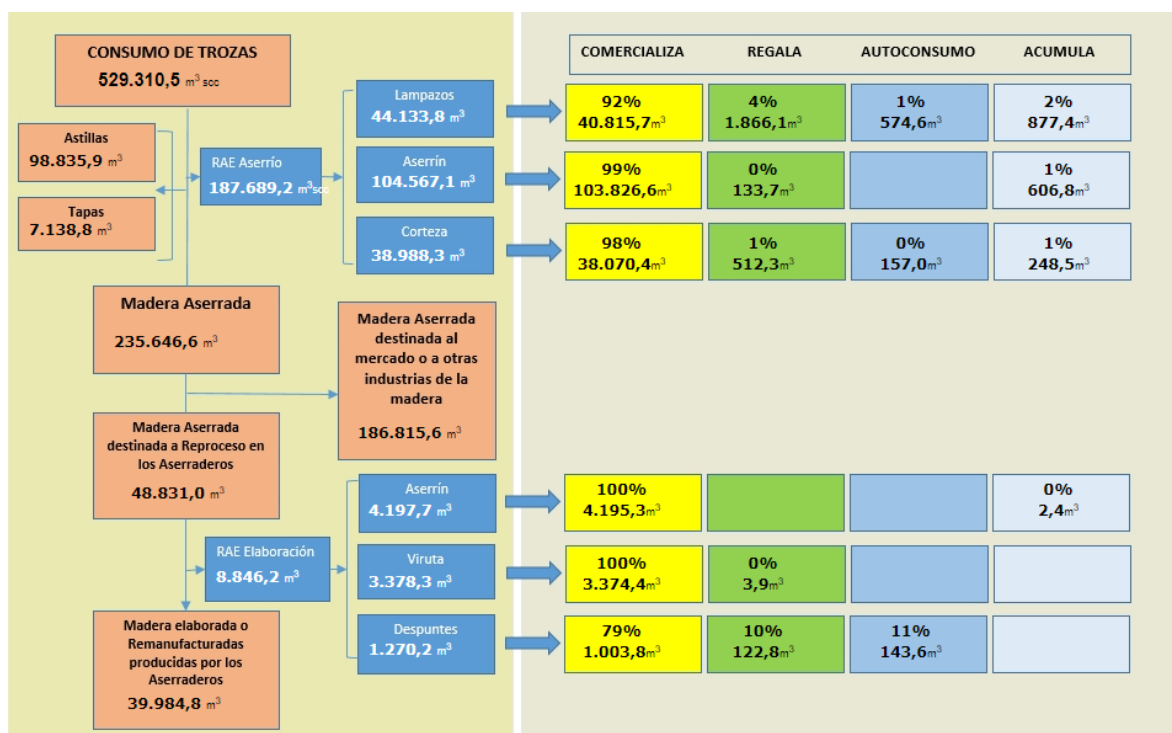 CONSUMO DE TROZAS
529.310,5 m³ scc
Astillas
98.835,9 m³
Tapas
7.138,8 m³
RAE Aserrío
187.689,2 m³scc
Lampazos
44.133,8 m³
Aserrín
104.567,1 m³
Corteza
38.988,3 m³
Madera Aserrada
235.646,6 m³
Madera Aserrada
destinada al
mercado o a otras
industrias de la
madera
186.815,6 m³
Madera Aserrada
destinada a Reproceso en
los Aserraderos
48.831,0 m³
RAE Elaboración
8.846,2 m³
Aserrín
4.197,7 m³
Viruta
3.378,3 m³
Despuntes
1.270,2 m³
Madera elaborada o
Remanufacturadas
producidas por los
Aserraderos
39.984,8 m³
COMERCIALIZA REGALA AUTOCONSUMO ACUMULA
92% 4% 1% 2%
40.815,7m³ 1.866,1m³ 574,6m³ 877,4m³
99% 0% 1%
103.826,6m³ 133,7m³ 606,8m³
98% 1% 0% 1%
38.070,4m³ 512,3m³ 157,0m³ 248,5m³
100% 0%
4.195,3m³ 2,4m³
100% 0%
3.374,4m³ 3,9m³
79% 10% 11%
1.003,8m³ 122,8m³ 143,6m³